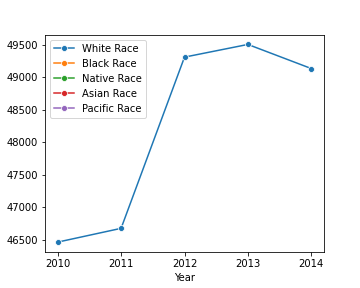 49500
49000
48500
48000
47500
47000
46500
White Race
Black Race
Native Race
Asian Race
Pacific Race
2010 2011 2012 2013 2014
Year